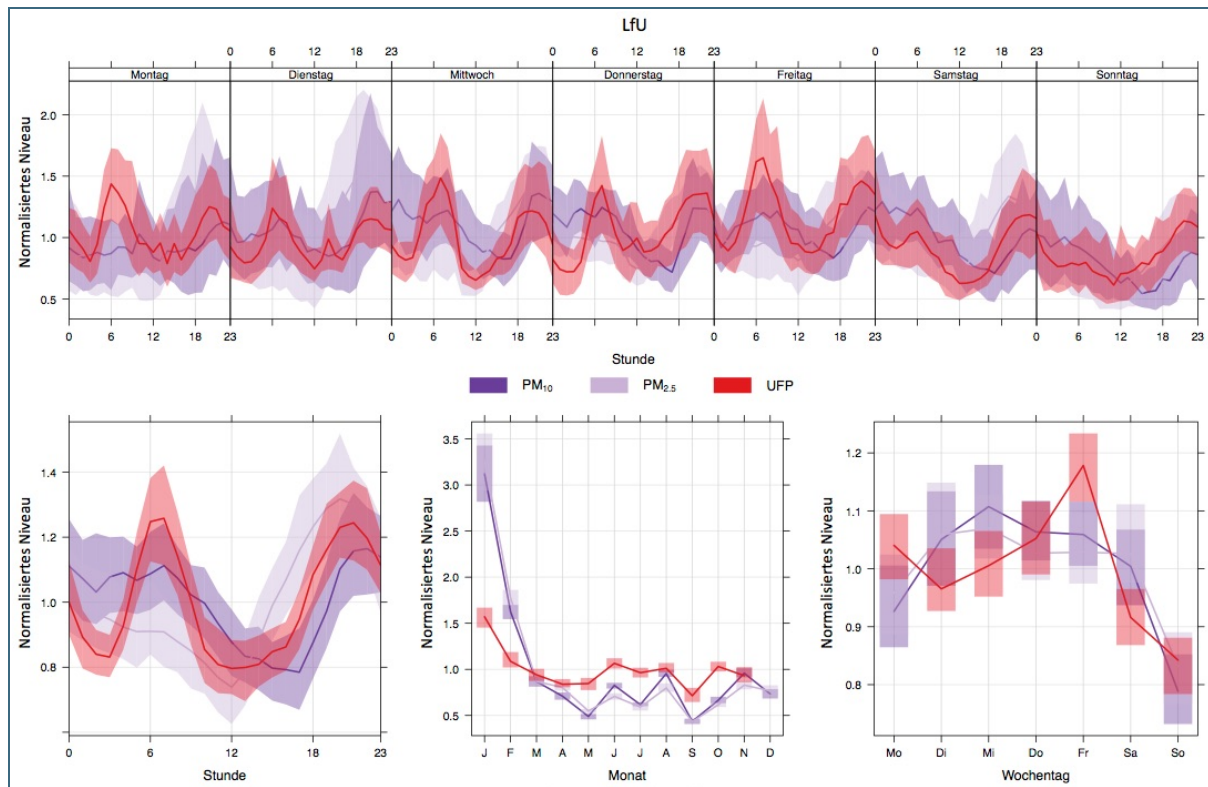 LfU
0 6 12 18 23 0 6 12 18 23 0 6 12 18 23
Montag Dienstag Mittwoch Donnerstag Freitag Samstag Sonntag
Normalisiertes Niveau
2.0
1.5
1.0
0.5
0 6 12 18 23 0 6 12 18 23 0 6 12 18 23 0 6 12 18 23
Stunde
PM10 PM2.5 UFP
Normalisiertes Niveau
1.4
1.2
1.0
0.8
0 6 12 18 23
Stunde
Normalisiertes Niveau
3.5
3.0
2.5
2.0
1.5
1.0
0.5
J F M A M J J A S O N D
Monat
Normalisiertes Niveau
1.2
1.1
1.0
0.9
0.8
Mo Di Mi Do Fr Sa So
Wochentag